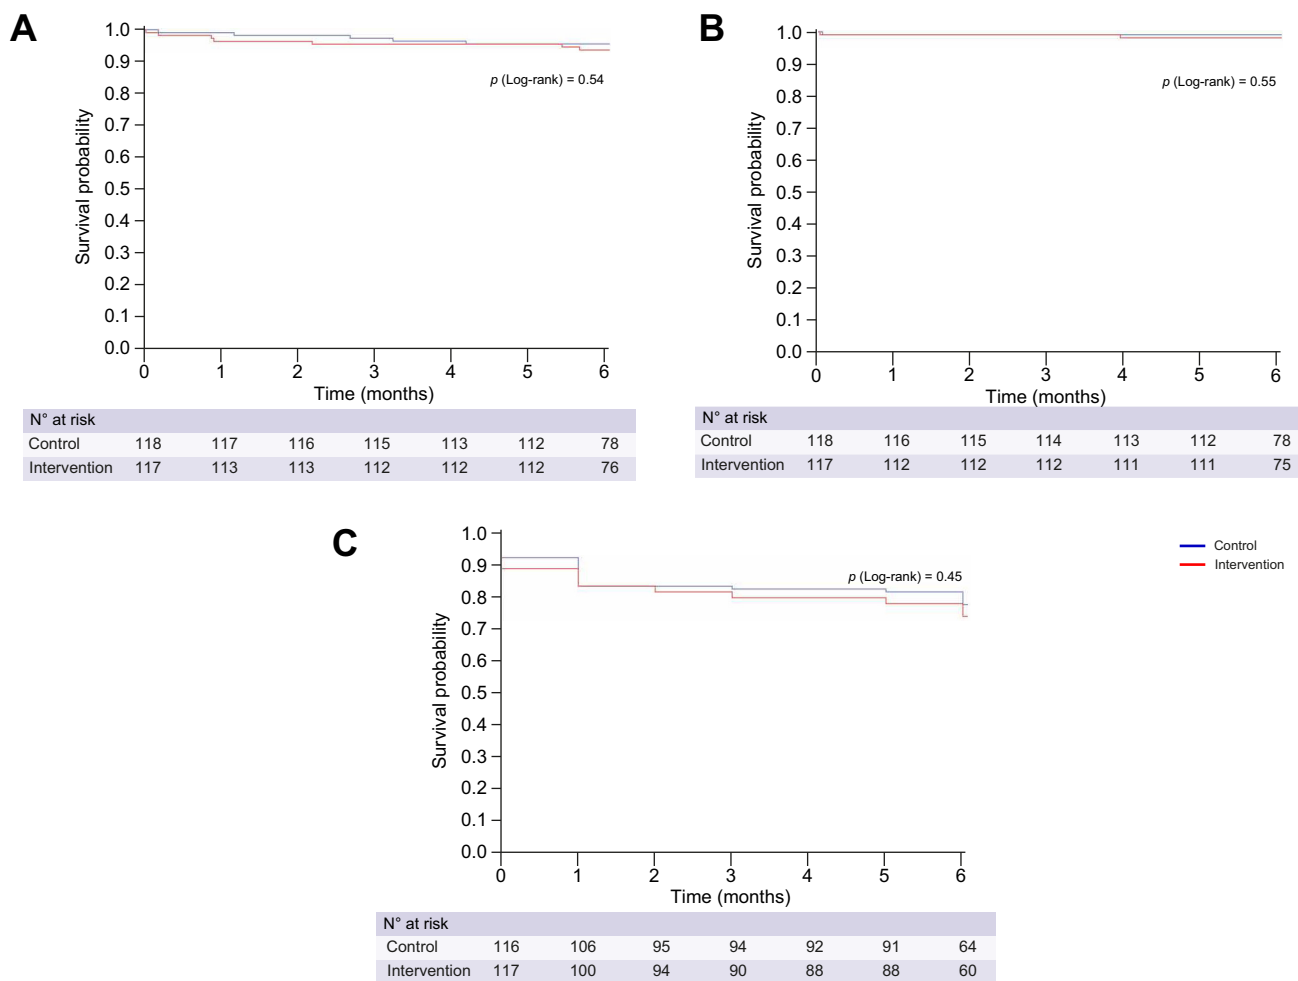 A
1.0
0.9
0.8
0.7
0.6
0.5
0.4
0.3
0.2
0.1
0.0
Survival probability
p (Log-rank) = 0.54
0 1 2 3 4 5 6
Time (months)
N° at risk
Control 118 117 116 115 113 112 78
Intervention 117 113 113 112 112 112 76
B
1.0
0.9
0.8
0.7
0.6
0.5
0.4
0.3
0.2
0.1
0.0
Survival probability
p (Log-rank) = 0.55
0 1 2 3 4 5 6
Time (months)
N° at risk
Control 118 116 115 114 113 112 78
Intervention 117 112 112 112 111 111 75
C
1.0
0.9
0.8
0.7
0.6
0.5
0.4
0.3
0.2
0.1
0.0
Survival probability
p (Log-rank) = 0.45
0 1 2 3 4 5 6
Time (months)
N° at risk
Control 116 106 95 94 92 91 64
Intervention 117 100 94 90 88 88 60
Control
Intervention